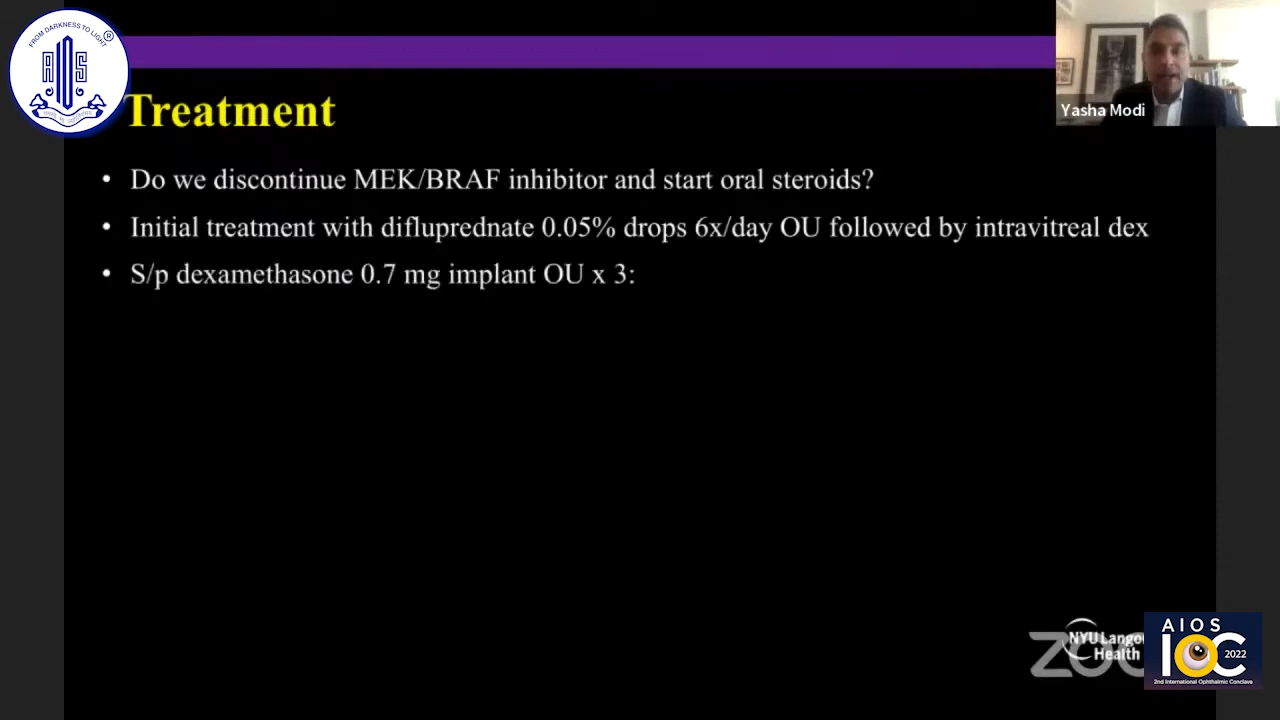 FROM DARKNESS TO LIGHT
®
AIOS
Yasha Modi
Treatment
• Do we discontinue MEK/BRAF inhibitor and start oral steroids?
• Initial treatment with difluprednate 0.05% drops 6x/day OU followed by intravitreal dex
• S/p dexamethasone 0.7 mg implant OU x 3:
NYU Lango
Health
AIOS
IOC
2022
2nd International Ophthalmic Conclave